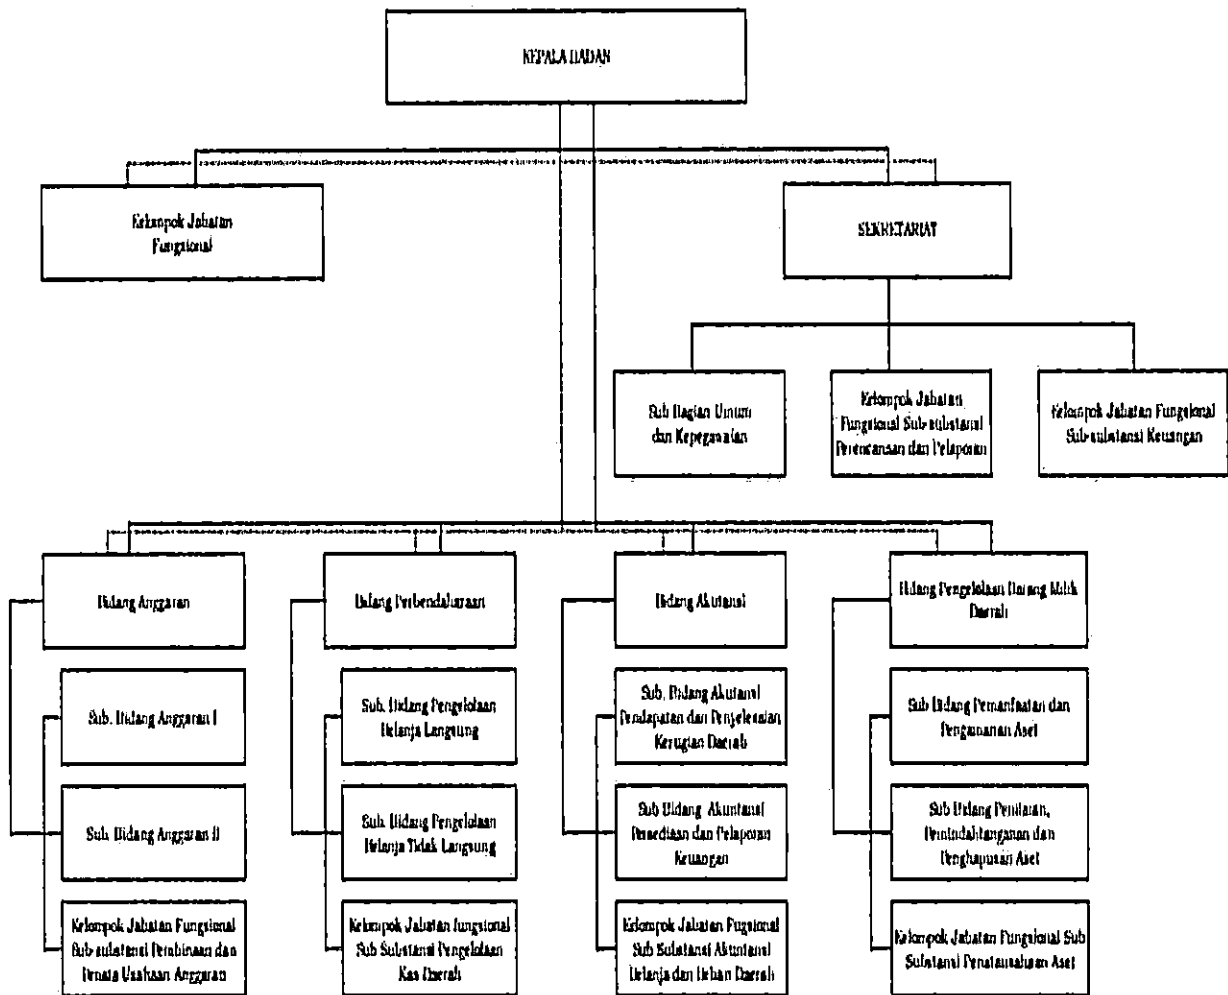 KEPALA BADAN
Kelompok Jabatan
Fungsional
SEKRETARIAT
Sub Bagian Umum
dan Kepegawaian
Kelompok Jabatan
Fungsional Sub-substansi
Perencanaan dan Pelaporan
Kelompok Jabatan Fungsional
Sub-substansi Keuangan
Bidang Anggaran
Bidang Perbendaharaan
Bidang Akutansi
Bidang Pengelolaan Barang Milik
Daerah
Sub. Bidang Anggaran I
Sub. Bidang Pengelolaan
Belanja Langsung
Sub. Bidang Akutansi
Pendapatan dan Penyelesaian
Kerugian Daerah
Sub Bidang Pemanfaatan dan
Pengamanan Aset
Sub. Bidang Anggaran II
Sub. Bidang Pengelolaan
Belanja Tidak Langsung
Sub Bidang Akuntansi
Persediaan dan Pelaporan
Keuangan
Sub Bidang Penilaian,
Pemindahtanganan dan
Penghapusan Aset
Kelompok Jabatan Fungsional
Sub-substansi Pembinaan dan
Penata Usahaan Anggaran
Kelompok Jabatan fungsional
Sub Substansi Pengelolaan
Kas Daerah
Kelompok Jabatan Fugsional
Sub Substansi Akuntansi
Belanja dan Beban Daerah
Kelompok Jabatan Fungsional Sub
Substansi Penatausahaan Aset